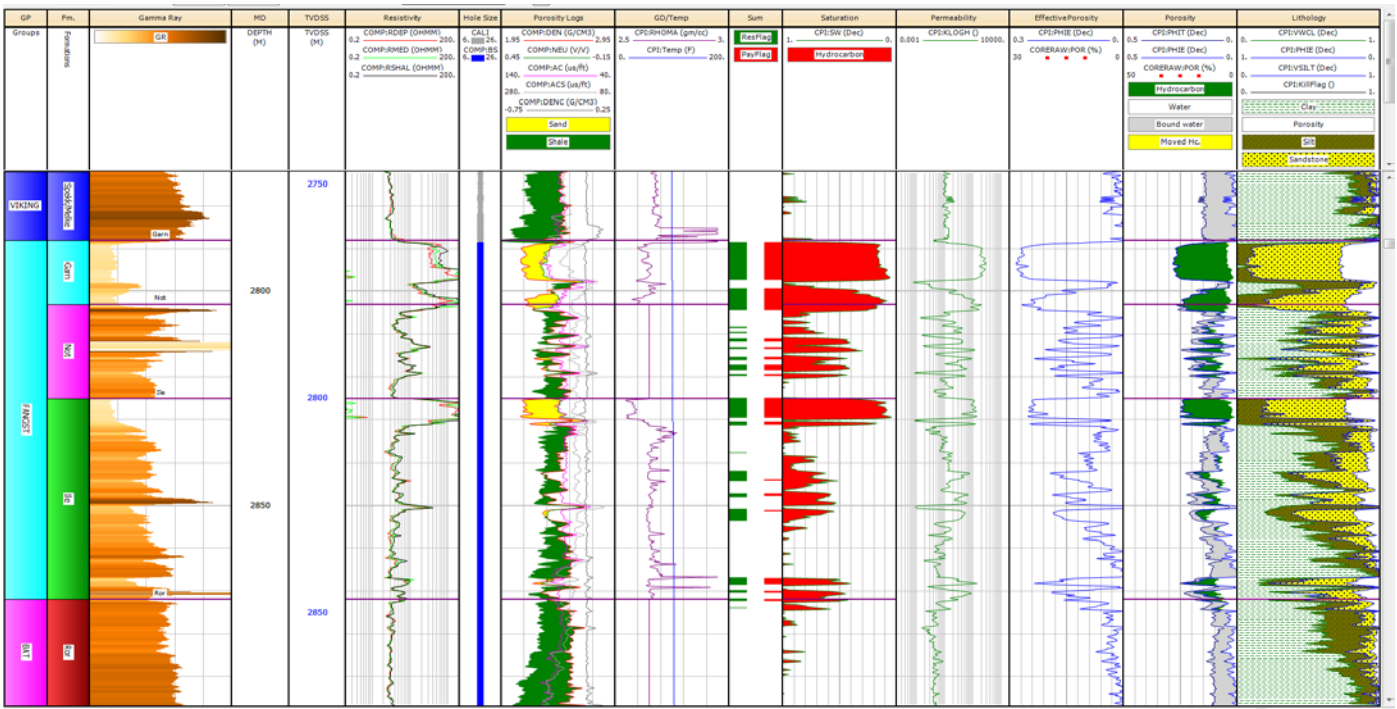 GP Fm. Gamma Ray MD TVDSS Resistivity Hole Size Porosity Logs GD/Temp Sum Saturation Permeability EffectivePorosity Porosity Lithology
Groups
Formations
GR
DEPTH
(M)
TVDSS
(M)
COMP:RDEP (OHMM)
0.2 200.
COMP:RMED (OHMM)
0.2 200.
COMP:RSHAL (OHMM)
0.2 200.
CALI
6. 26.
COMP:BS
6. 26.
COMP:DEN (G/CM3)
1.95 2.95
COMP:NEU (V/V)
0.45 -0.15
COMP:AC (us/ft)
140. 40.
COMP:ACS (us/ft)
280. 80.
COMP:DENC (G/CM3)
-0.75 0.25
Sand
Shale
CPI:RHOMA (gm/cc)
2.5 3.
CPI:Temp (F)
0. 200.
ResFlag
PayFlag
CPI:SW (Dec)
1. 0.
Hydrocarbon
CPI:KLOGH ()
0.001 10000.
CPI:PHIE (Dec)
0.3 0.
CORERAW:POR (%)
30 0
CPI:PHIT (Dec)
0.5 0.
CPI:PHIE (Dec)
0.5 0.
CORERAW:POR (%)
50 0
Hydrocarbon
Water
Bound water
Moved Hc.
CPI:VWCL (Dec)
0. 1.
CPI:PHIE (Dec)
1. 0.
CPI:VSILT (Dec)
0. 1.
CPI:KillFlag ()
0. 1.
Clay
Porosity
Silt
Sandstone
VIKING
Spekk/Melke
Garn
2750
FANGST
Garn
Not
2800
Not
Ile
2800
Ile
2850
Ror
BAT
Ror
2850